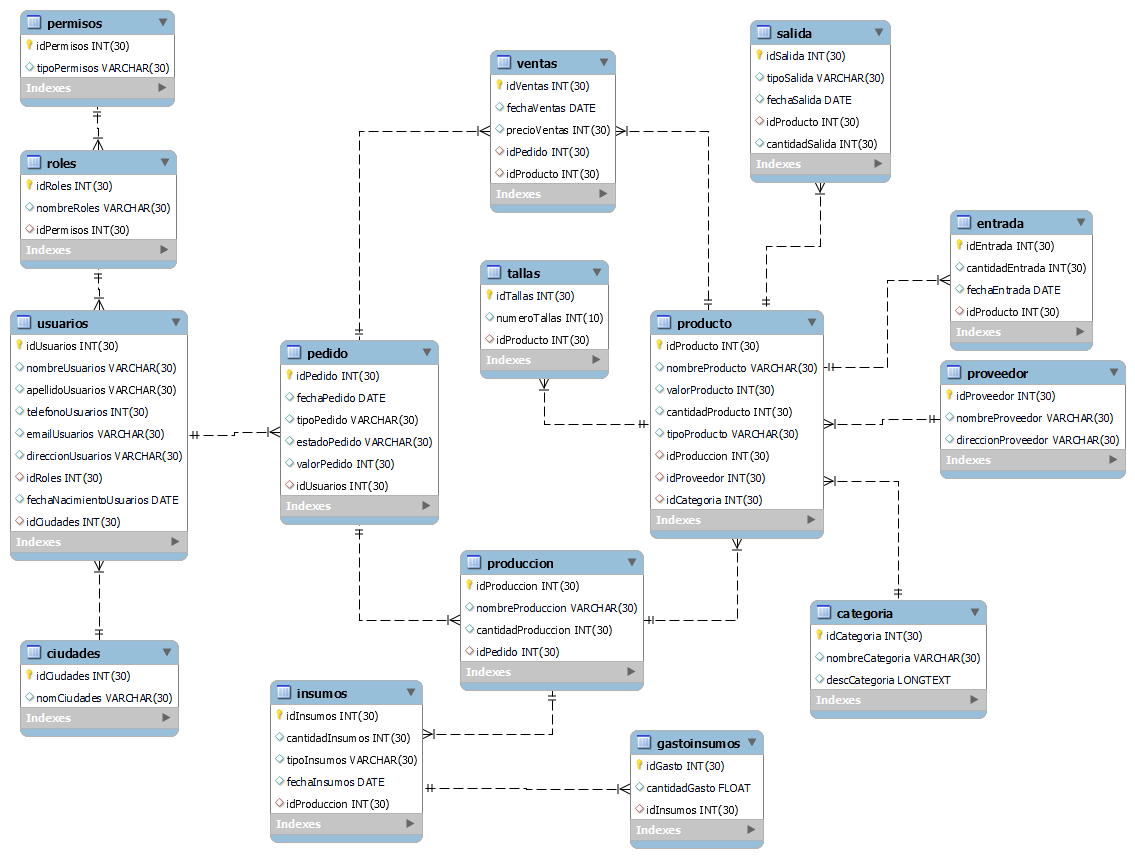 permisos
idPermisos INT(30)
tipoPermisos VARCHAR(30)
Indexes
roles
idRoles INT(30)
nombreRoles VARCHAR(30)
idPermisos INT(30)
Indexes
usuarios
idUsuarios INT(30)
nombreUsuarios VARCHAR(30)
apellidoUsuarios VARCHAR(30)
telefonoUsuarios INT(30)
emailUsuarios VARCHAR(30)
direccionUsuarios VARCHAR(30)
idRoles INT(30)
fechaNacimientoUsuarios DATE
idCiudades INT(30)
Indexes
ciudades
idCiudades INT(30)
nomCiudades VARCHAR(30)
Indexes
pedido
idPedido INT(30)
fechaPedido DATE
tipoPedido VARCHAR(30)
estadoPedido VARCHAR(30)
valorPedido INT(30)
idUsuarios INT(30)
Indexes
insumos
idInsumos INT(30)
cantidadInsumos INT(30)
tipoInsumos VARCHAR(30)
fechaInsumos DATE
idProduccion INT(30)
Indexes
ventas
idVentas INT(30)
fechaVentas DATE
precioVentas INT(30)
idPedido INT(30)
idProducto INT(30)
Indexes
tallas
idTallas INT(30)
numeroTallas INT(10)
idProducto INT(30)
Indexes
produccion
idProduccion INT(30)
nombreProduccion VARCHAR(30)
cantidadProduccion INT(30)
idPedido INT(30)
Indexes
gastoinsumos
idGasto INT(30)
cantidadGasto FLOAT
idInsumos INT(30)
Indexes
salida
idSalida INT(30)
tipoSalida VARCHAR(30)
fechaSalida DATE
idProducto INT(30)
cantidadSalida INT(30)
Indexes
producto
idProducto INT(30)
nombreProducto VARCHAR(30)
valorProducto INT(30)
cantidadProducto INT(30)
tipoProducto VARCHAR(30)
idProduccion INT(30)
idProveedor INT(30)
idCategoria INT(30)
Indexes
entrada
idEntrada INT(30)
cantidadEntrada INT(30)
fechaEntrada DATE
idProducto INT(30)
Indexes
proveedor
idProveedor INT(30)
nombreProveedor VARCHAR(30)
direccionProveedor VARCHAR(30)
Indexes
categoria
idCategoria INT(30)
nombreCategoria VARCHAR(30)
descCategoria LONGTEXT
Indexes